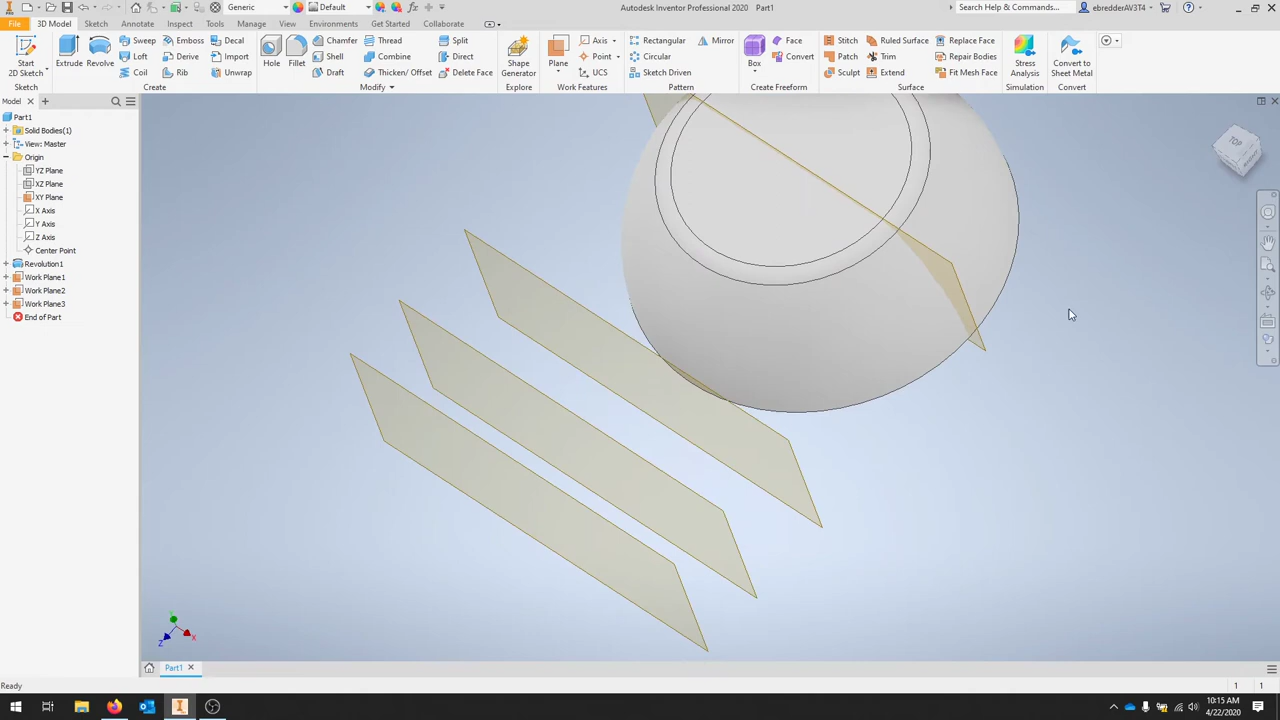 Generic
Default
Autodesk Inventor Professional 2020 Part1
Search Help & Commands...
ebredderAV3T4
File 3D Model Sketch Annotate Inspect Tools Manage View Environments Get Started Collaborate
Start
2D Sketch
Sketch
Extrude
Revolve
Sweep Emboss Decal
Loft Derive Import
Coil Rib Unwrap
Create
Hole
Fillet
Chamfer Thread Split
Shell Combine Direct
Draft Thicken/ Offset Delete Face
Modify
Shape
Generator
Explore
Plane
Axis
Point
UCS
Work Features
Rectangular Mirror
Circular
Sketch Driven
Pattern
Box
Face
Convert
Create Freeform
Stitch Ruled Surface Replace Face
Patch Trim Repair Bodies
Sculpt Extend Fit Mesh Face
Surface
Stress
Analysis
Simulation
Convert to
Sheet Metal
Convert
Model
Part1
Solid Bodies(1)
View: Master
Origin
YZ Plane
XZ Plane
XY Plane
X Axis
Y Axis
Z Axis
Center Point
Revolution1
Work Plane1
Work Plane2
Work Plane3
End of Part
TOP
Y
Z
X
Part1
Ready
1 1
10:15 AM
4/22/2020